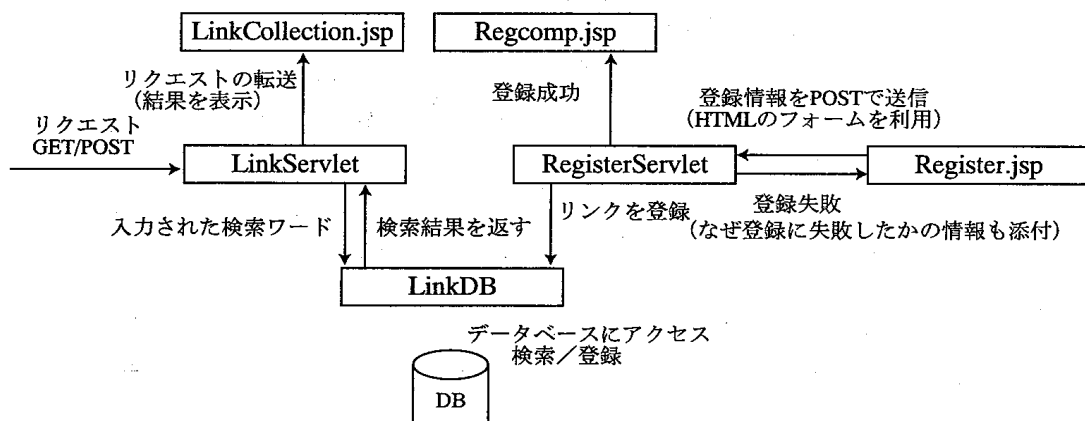 LinkCollection.jsp
Regcomp.jsp
リクエストの転送
(結果を表示)
登録成功
登録情報をPOSTで送信
(HTMLのフォームを利用)
リクエスト
GET/POST
LinkServlet
RegisterServlet
Register.jsp
入力された検索ワード
検索結果を返す
リンクを登録
登録失敗
(なぜ登録に失敗したかの情報も添付)
LinkDB
データベースにアクセス
検索/登録
DB